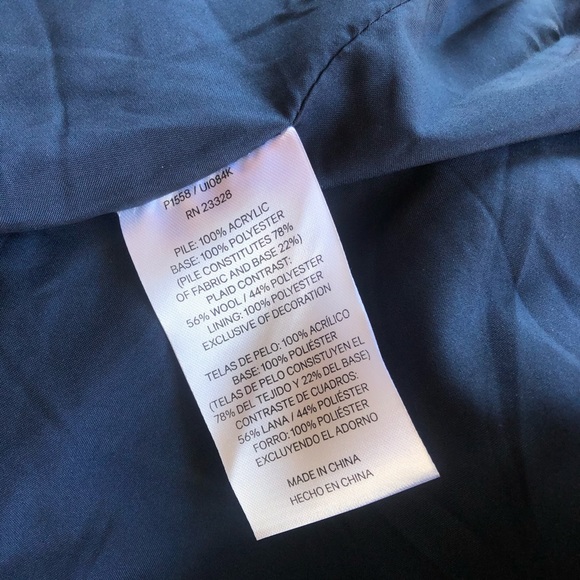 P1558 / UI084K
RN 23328
PILE: 100% ACRYLIC
BASE: 100% POLYESTER
(PILE CONSTITUTES 78%
OF FABRIC AND BASE 22%)
PLAID CONTRAST:
56% WOOL / 44% POLYESTER
LINING: 100% POLYESTER
EXCLUSIVE OF DECORATION
TELAS DE PELO: 100% ACRÍLICO
BASE: 100% POLIÉSTER
(TELAS DE PELO CONSISTUYEN EL
78% DEL TEJIDO Y 22% DEL BASE)
CONTRASTE DE CUADROS:
56% LANA / 44% POLIÉSTER
FORRO: 100% POLIÉSTER
EXCLUYENDO EL ADORNO
MADE IN CHINA
HECHO EN CHINA